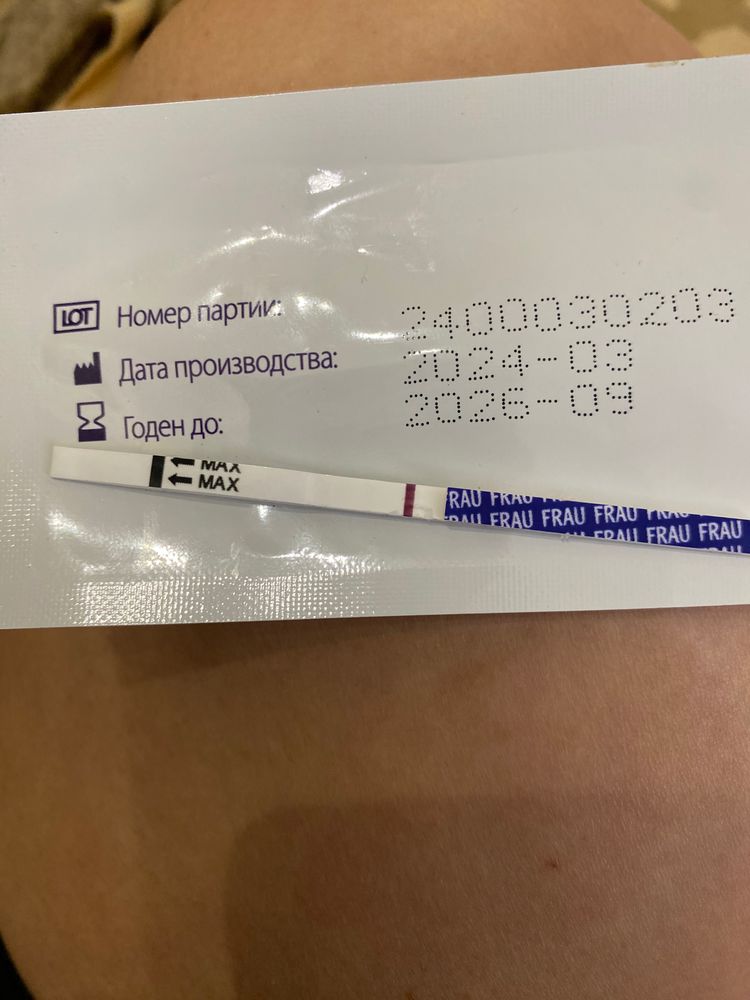 LOT Номер партии: 2400030203
Дата производства: 2024-03
Годен до: 2026-09
MAX
MAX
RAU FRAU
FRAU FRAU FRAU FRAU
FRAU FRAU FRAU